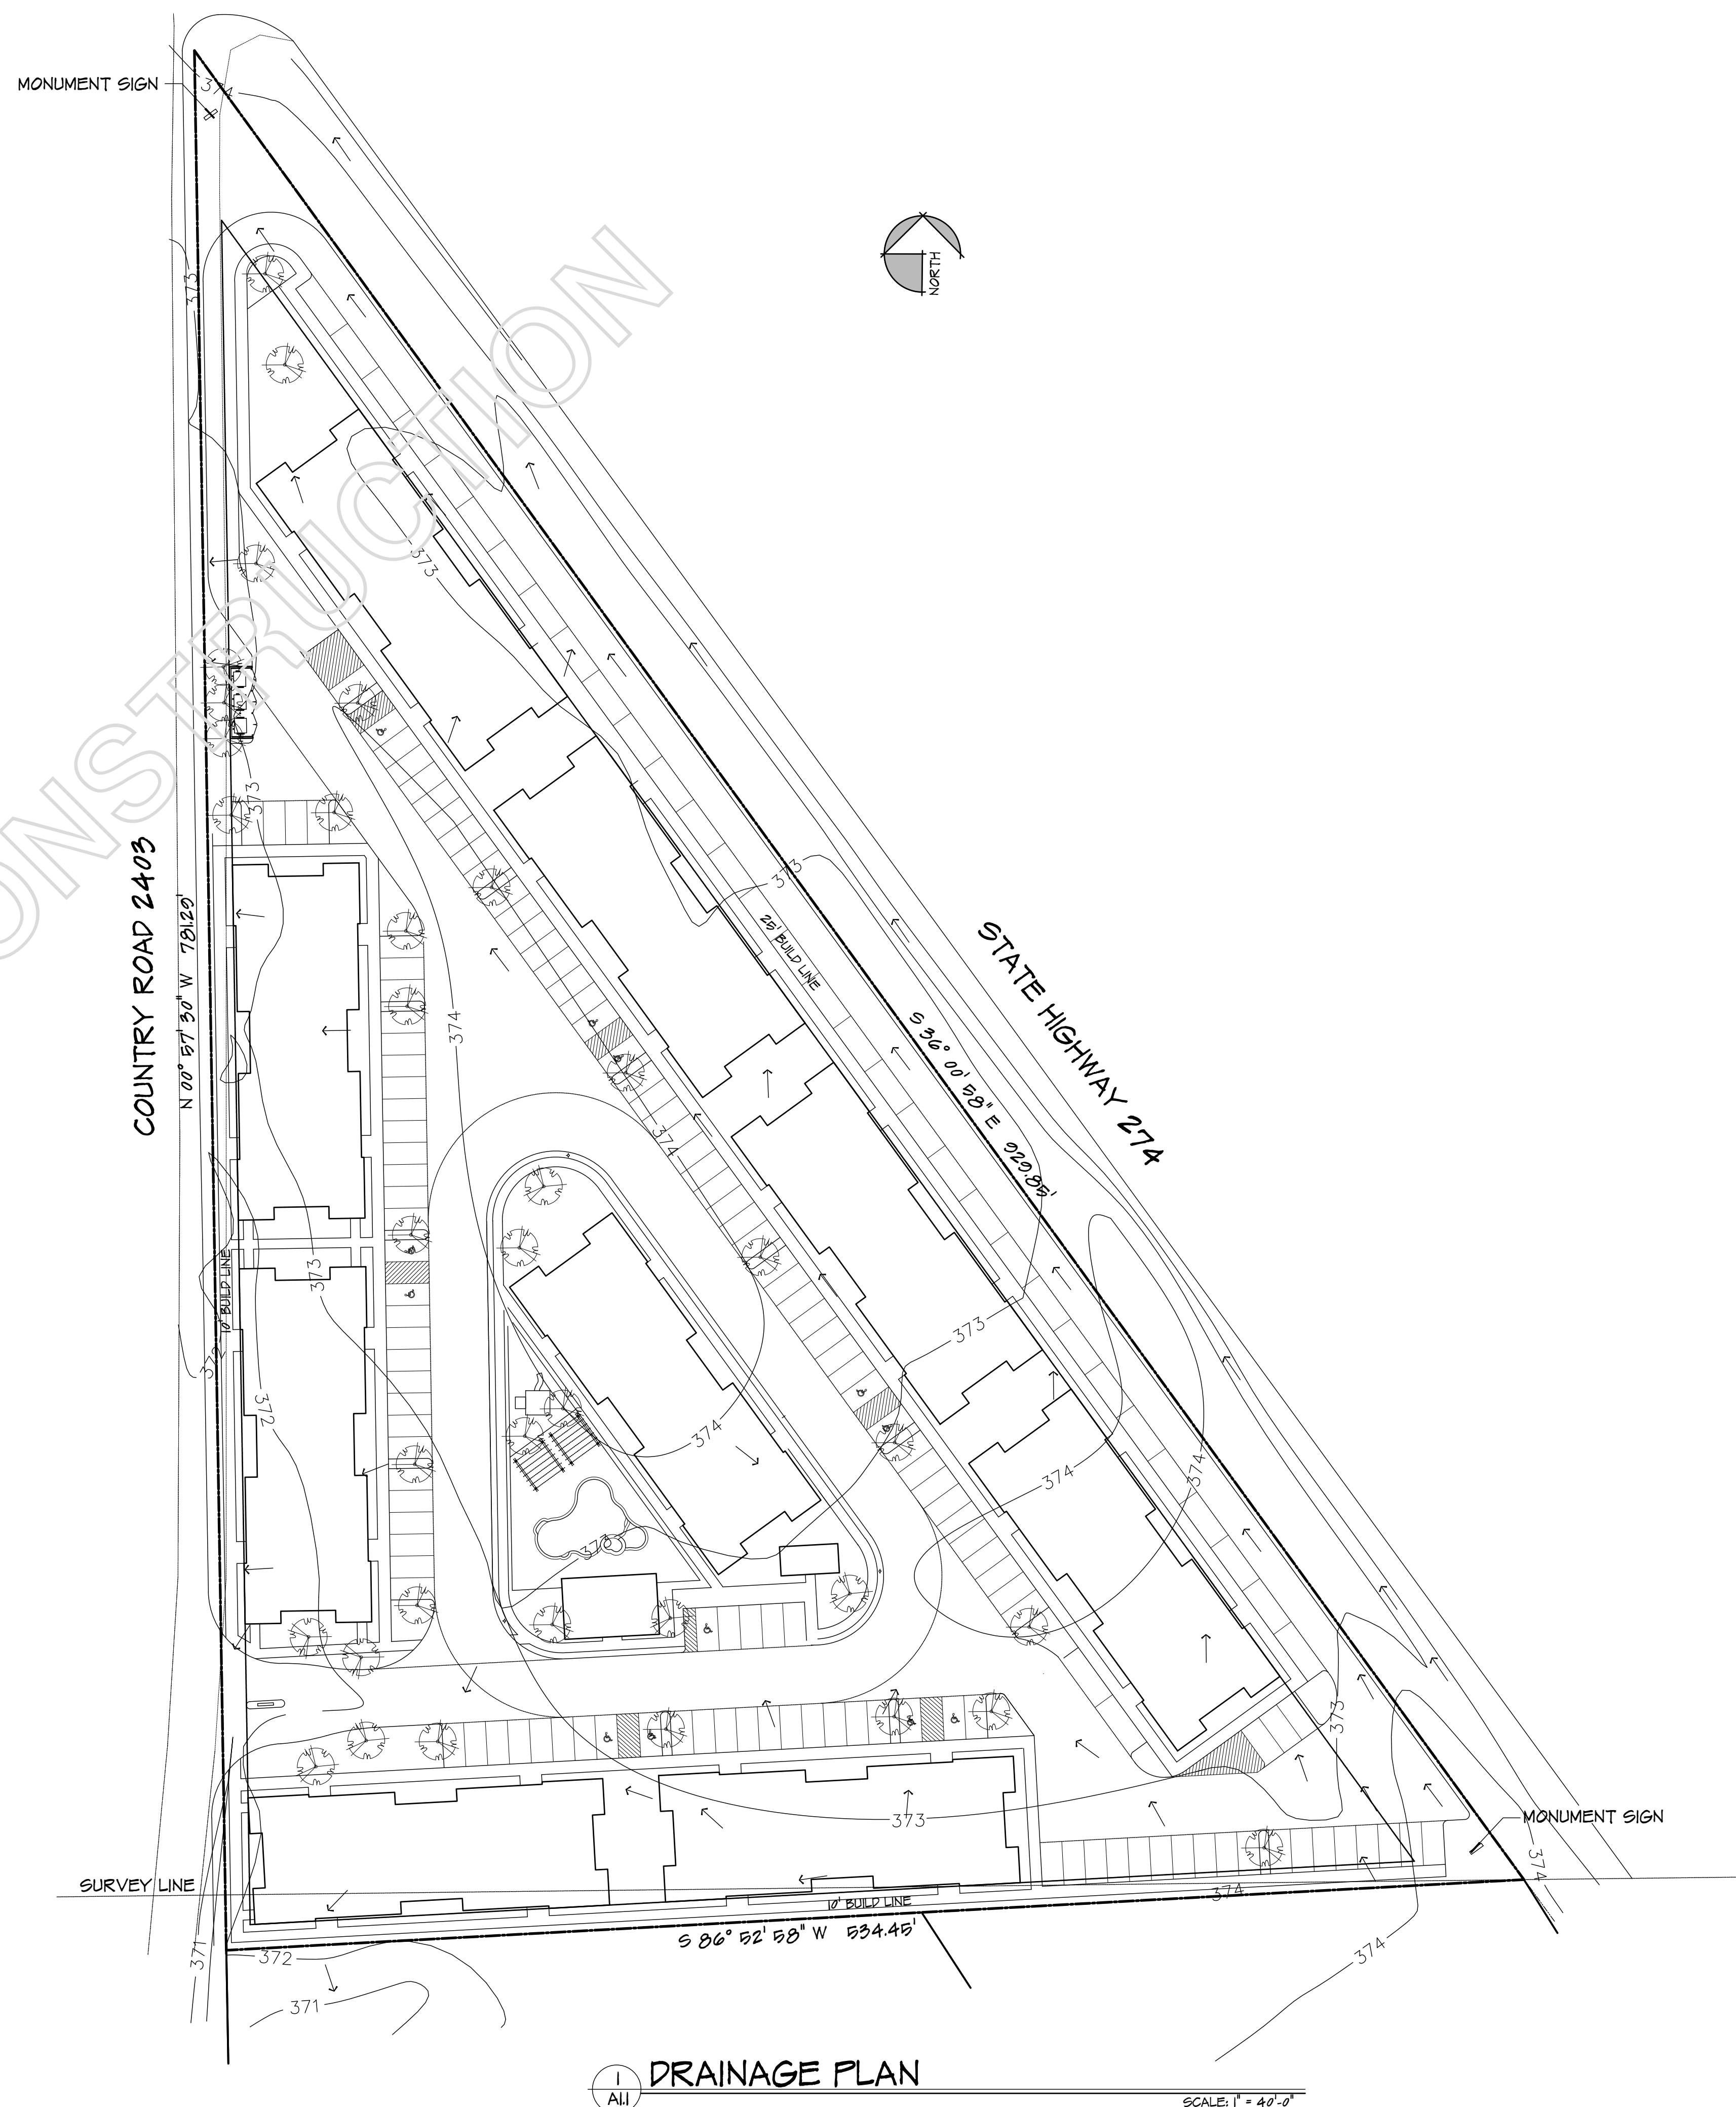 MONUMENT SIGN
374
NORTH
373
CONSTRUCTION
373
373
373
COUNTRY ROAD 2403
N 00° 57' 30" W 781.29'
25' BUILD LINE
STATE HIGHWAY 274
S 36° 00' 58" E 929.85'
374
374
373
10' BUILD LINE
373
372
372
374
374
374
373
373
MONUMENT SIGN
373
374
SURVEY LINE
374
10' BUILD LINE
S 86° 52' 58" W 534.45'
371
372
374
371
1
A1.1
DRAINAGE PLAN
SCALE: 1" = 40'-0"